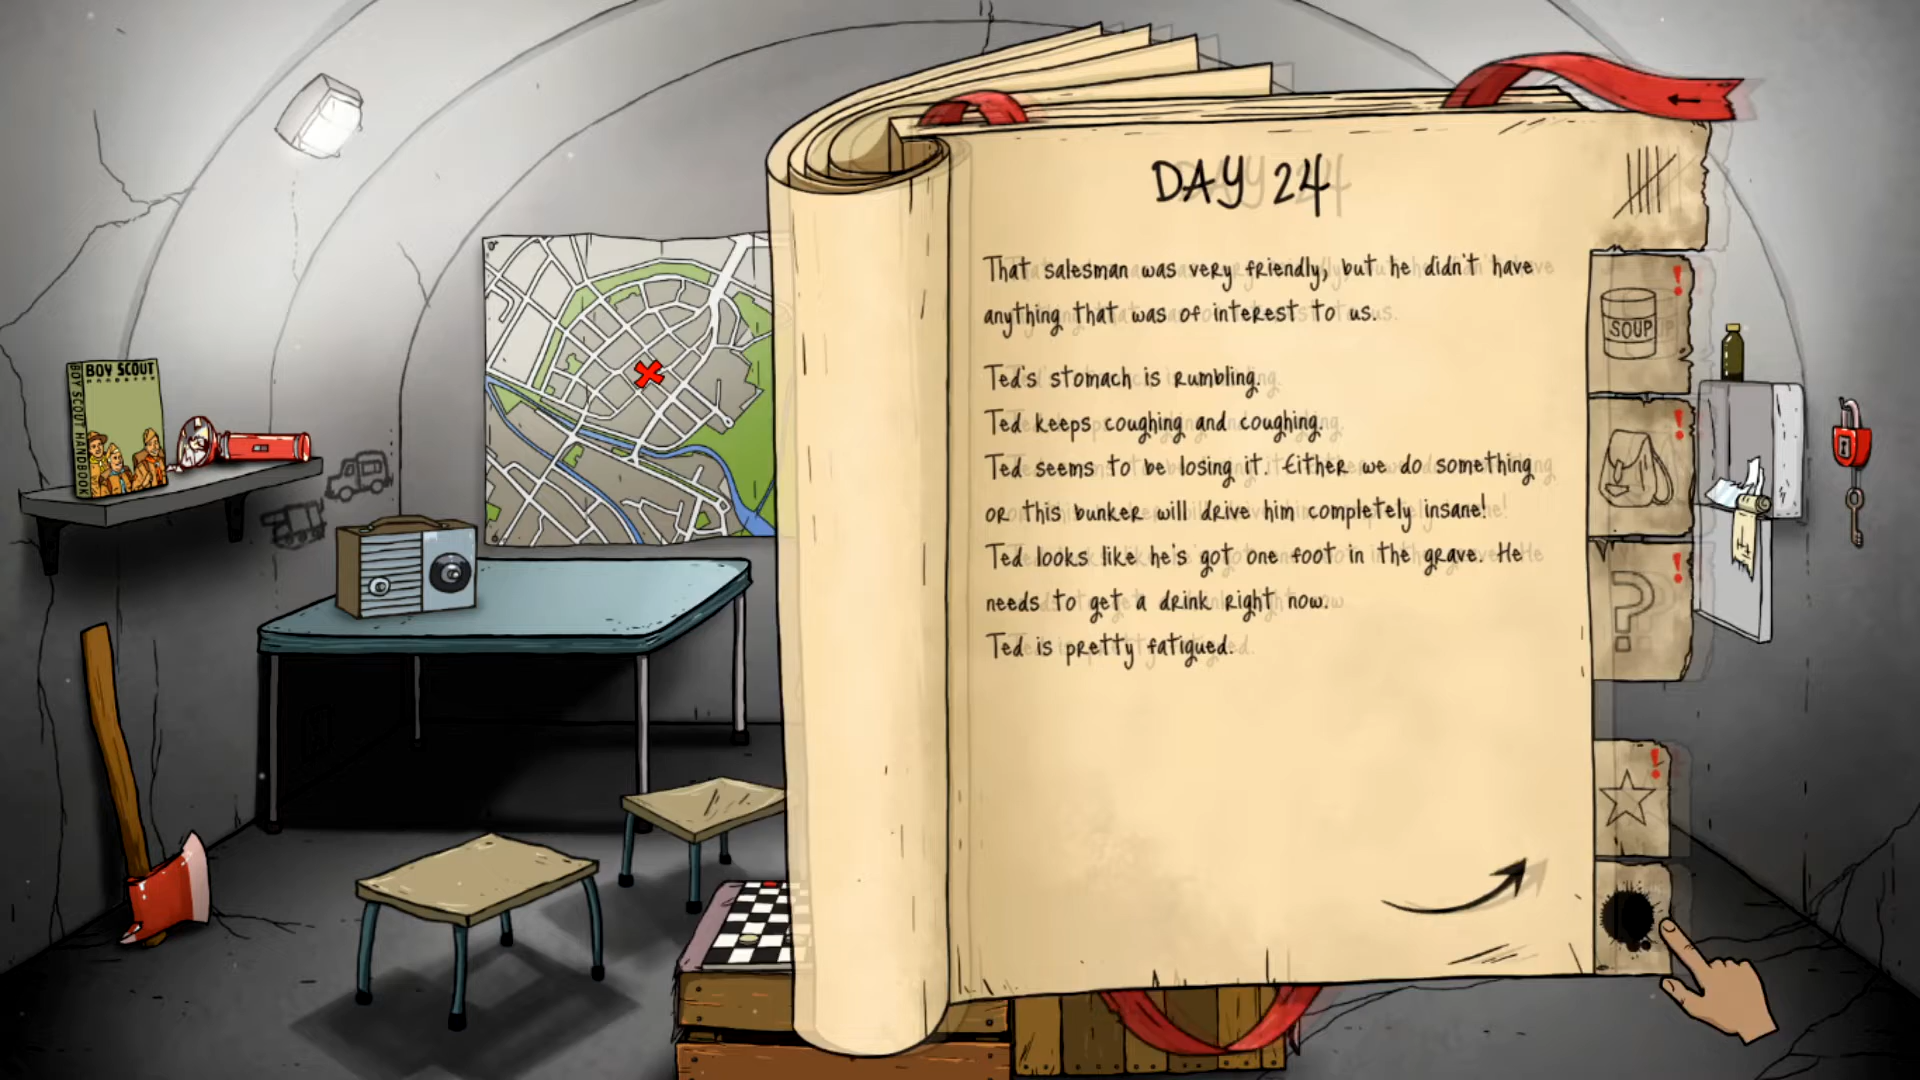 DAY 24
That salesman was very friendly, but he didn't have
anything that was of interest to us.
Ted's stomach is rumbling.
Ted keeps coughing and coughing.
Ted seems to be losing it. Either we do something
or this bunker will drive him completely insane!
Ted looks like he's got one foot in the grave. He
needs to get a drink right now.
Ted is pretty fatigued.
SOUP
BOY SCOUT
BOY SCOUT HANDBOOK